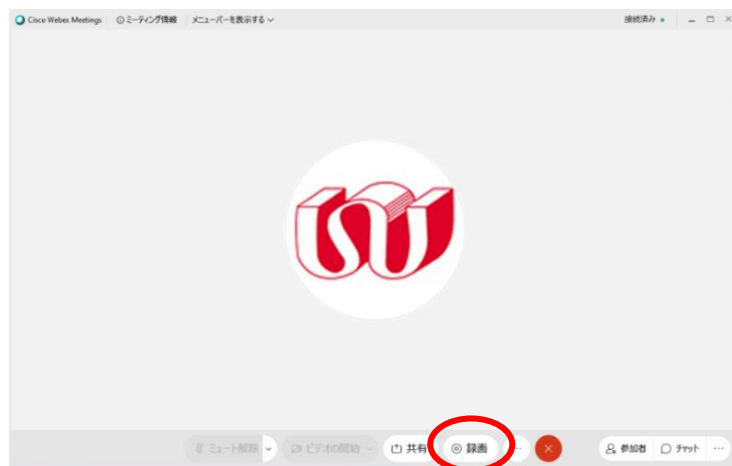 Cisco Webex Meetings ミーティング情報 メニューバーを表示する 接続済み
ミュート解除 ビデオの開始 共有 録画 参加者 チャット